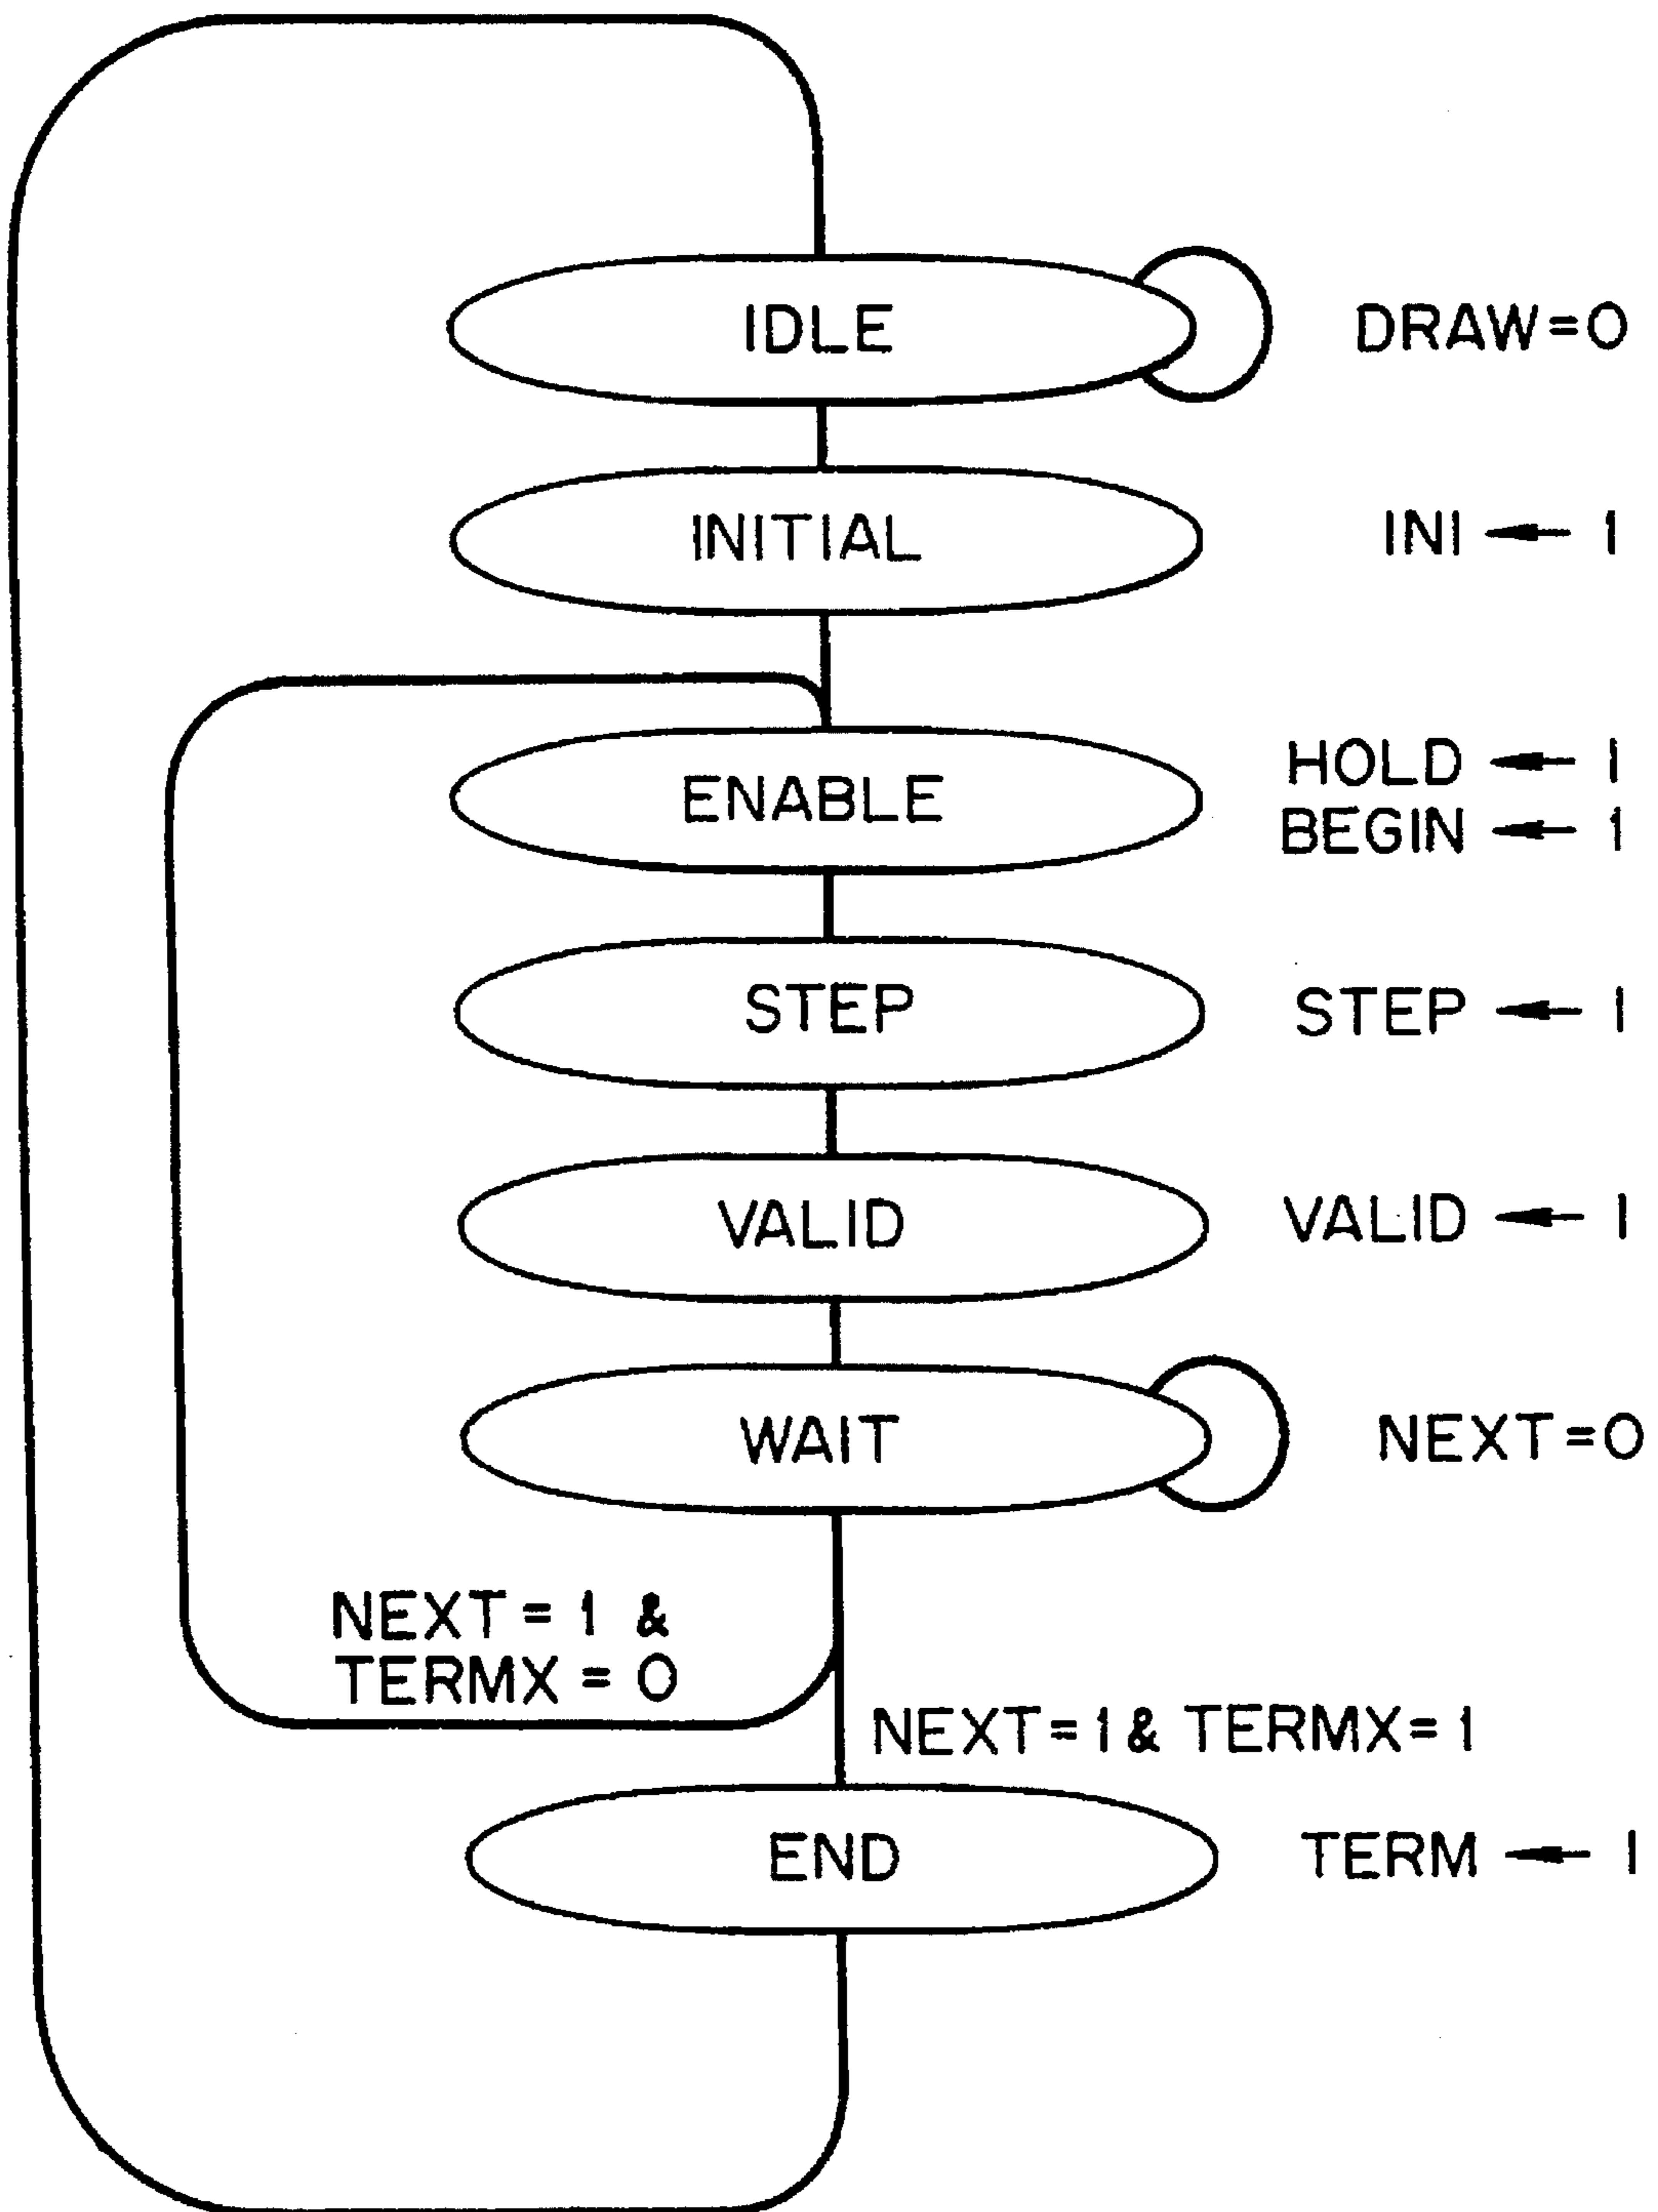 IDLE
DRAW=0
INITIAL
INI ← 1
ENABLE
HOLD ← 1
BEGIN ← 1
STEP
STEP ← 1
VALID
VALID ← 1
WAIT
NEXT=0
NEXT = 1 &
TERMX = 0
NEXT=1 & TERMX=1
END
TERM ← 1